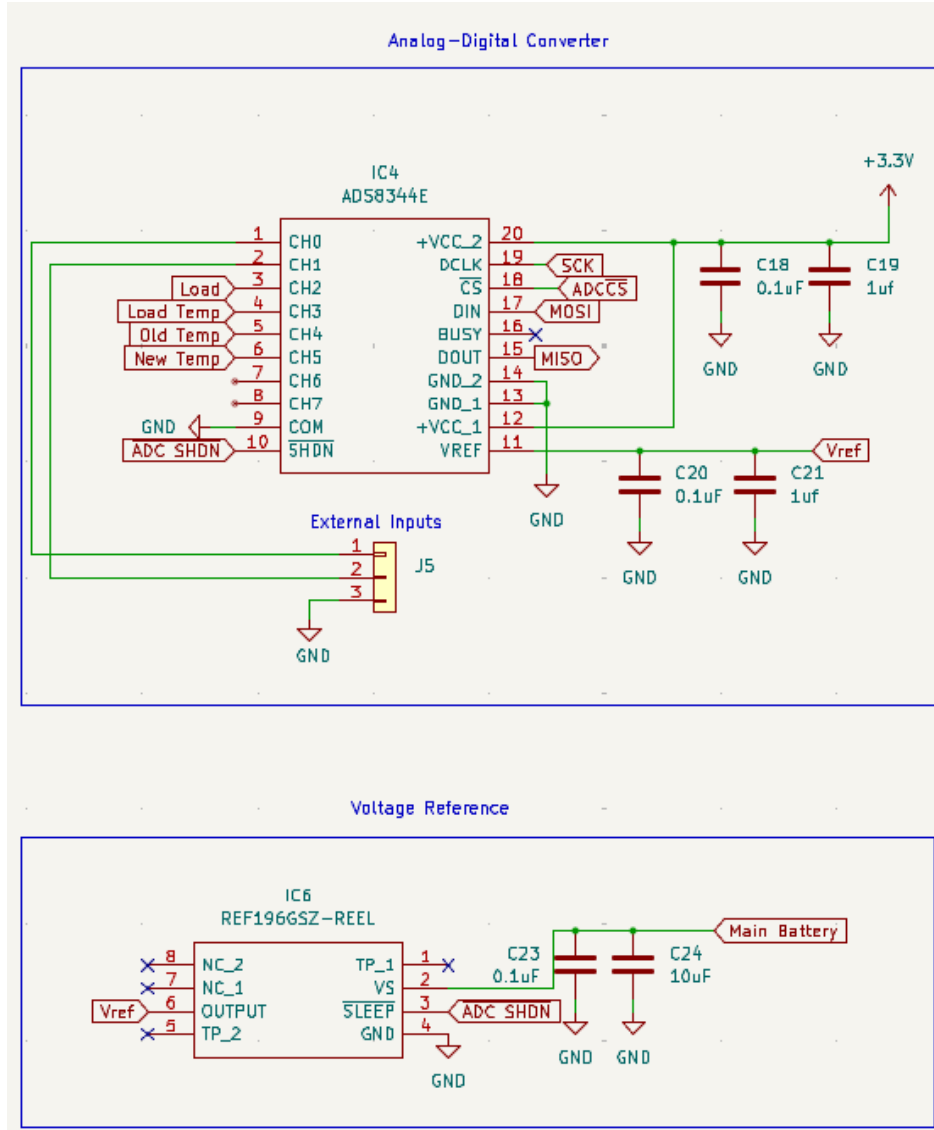 Analog-Digital Converter
+3.3V
IC4
ADS8344E
1 CH0 +VCC_2 20
2 CH1 DCLK 19 SCK
Load 3 CH2 CS 18 ADCCS
Load Temp 4 CH3 DIN 17 MOSI
Old Temp 5 CH4 BUSY 16
New Temp 6 CH5 DOUT 15 MISO
7 CH6 GND_2 14
8 CH7 GND_1 13
GND 9 COM +VCC_1 12
ADC SHDN 10 SHDN VREF 11 Vref
C18
0.1uF
C19
1uf
GND GND
C20
0.1uF
C21
1uf
GND
GND GND
External Inputs
1
2
3
J5
GND
Voltage Reference
IC6
REF196GSZ-REEL
Main Battery
8 NC_2 TP_1 1
7 NC_1 VS 2
Vref 6 OUTPUT SLEEP 3 ADC SHDN
5 TP_2 GND 4
C23
0.1uF
C24
10uF
GND GND
GND